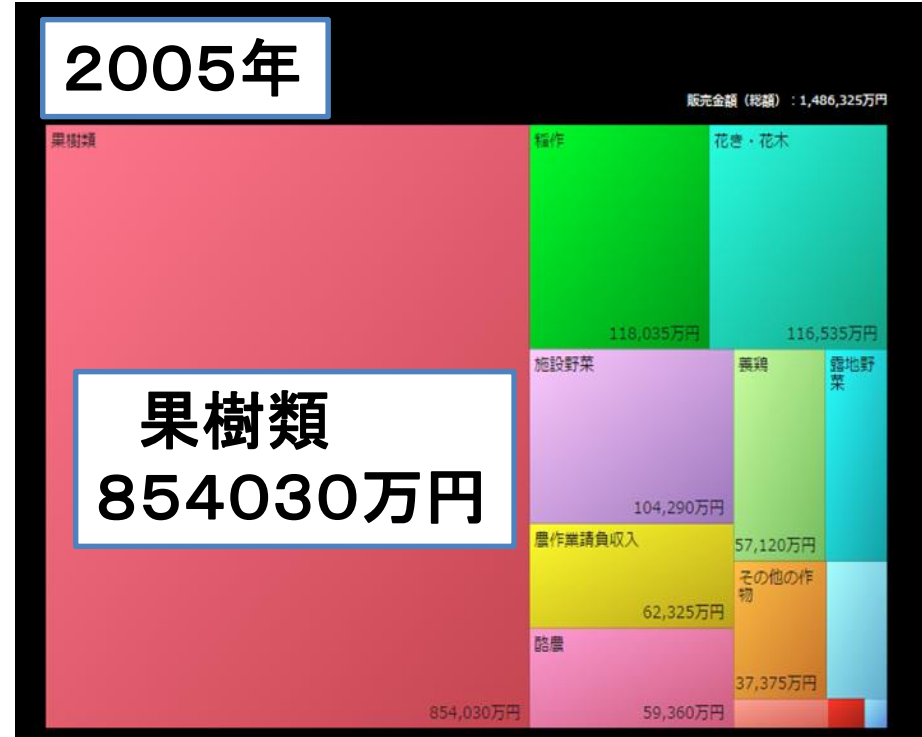 ２００５年
販売金額（総額）：1,486,325万円
果樹類
稲作
花き・花木
118,035万円
116,535万円
施設野菜
養鶏
露地野
菜
果樹類
８５４０３０万円
104,290万円
農作業請負収入
57,120万円
その他の作
物
62,325万円
酪農
37,375万円
854,030万円
59,360万円